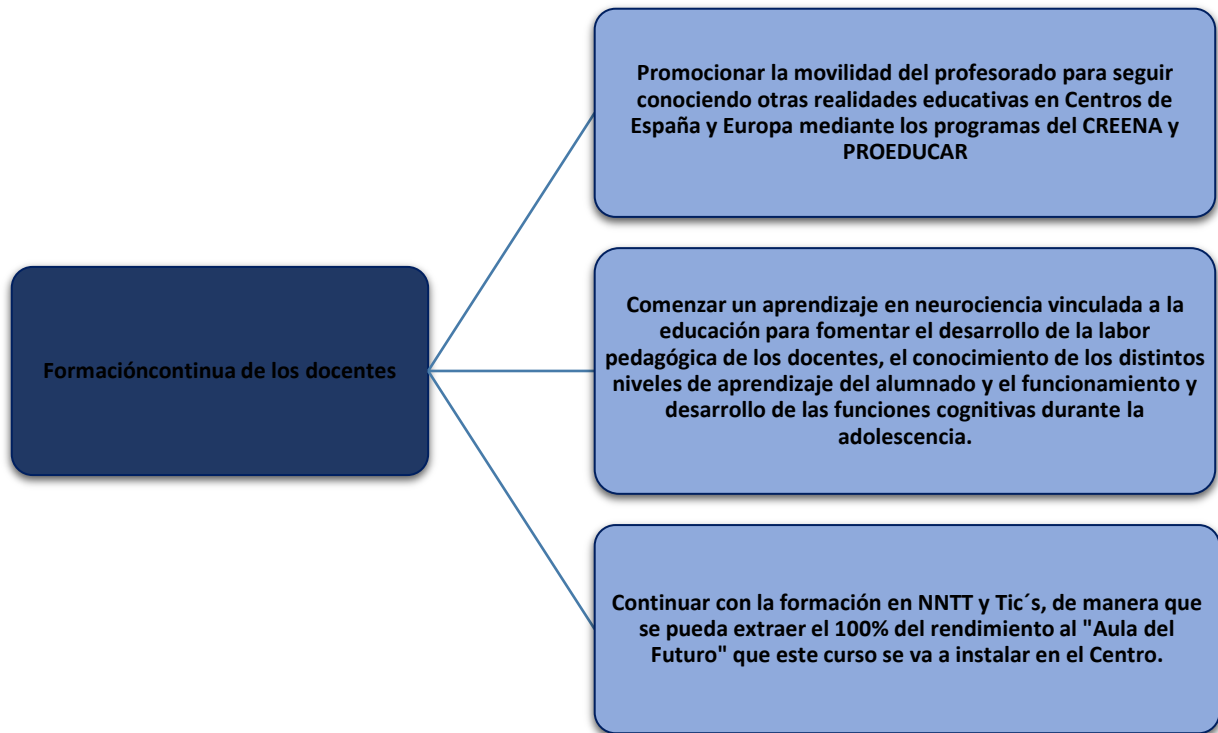 Promocionar la movilidad del profesorado para seguir
conociendo otras realidades educativas en Centros de
España y Europa mediante los programas del CREENA y
PROEDUCAR
Formacióncontinua de los docentes
Comenzar un aprendizaje en neurociencia vinculada a la
educación para fomentar el desarrollo de la labor
pedagógica de los docentes, el conocimiento de los distintos
niveles de aprendizaje del alumnado y el funcionamiento y
desarrollo de las funciones cognitivas durante la
adolescencia.
Continuar con la formación en NNTT y Tic´s, de manera que
se pueda extraer el 100% del rendimiento al "Aula del
Futuro" que este curso se va a instalar en el Centro.